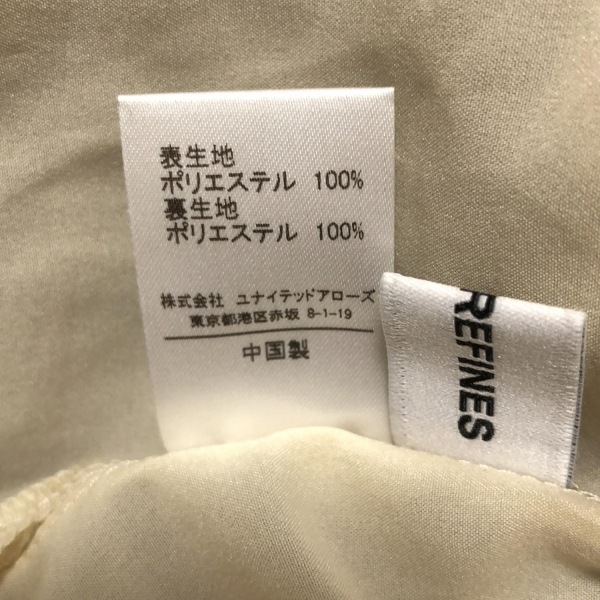 表生地
ポリエステル 100%
裏生地
ポリエステル 100%
株式会社 ユナイテッドアローズ
東京都港区赤坂 8-1-19
中国製
REFINES